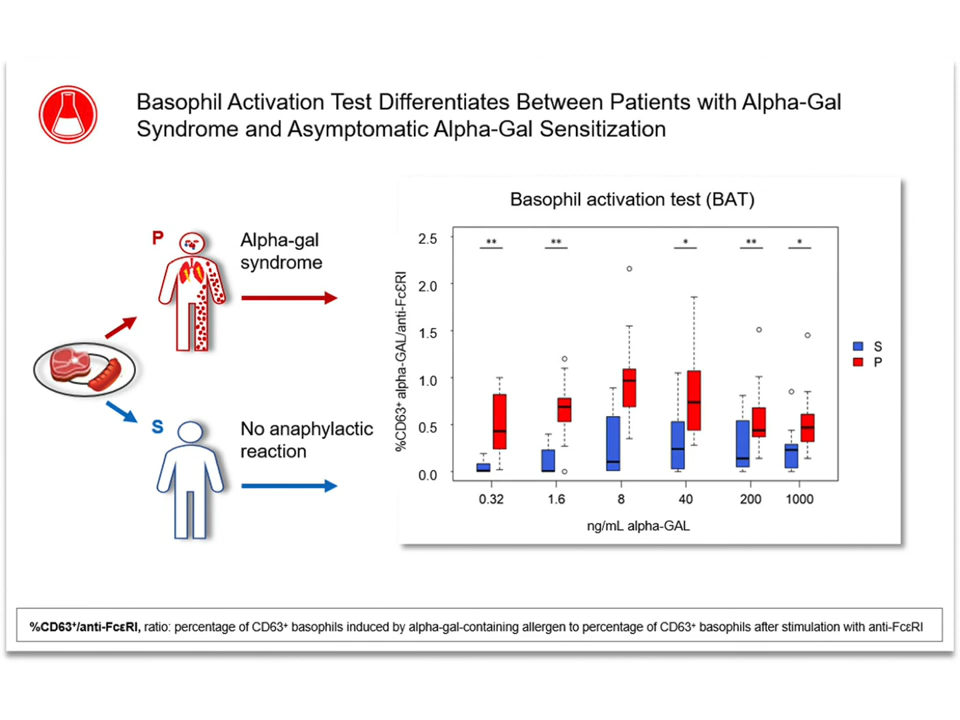 Basophil Activation Test Differentiates Between Patients with Alpha-Gal
Syndrome and Asymptomatic Alpha-Gal Sensitization
P
Alpha-gal
syndrome
S
No anaphylactic
reaction
Basophil activation test (BAT)
%CD63⁺ alpha-GAL/anti-FcɛRI
2.5
2.0
1.5
1.0
0.5
0.0
** ** * ** *
0.32 1.6 8 40 200 1000
ng/mL alpha-GAL
S
P
%CD63⁺/anti-FcɛRI, ratio: percentage of CD63⁺ basophils induced by alpha-gal-containing allergen to percentage of CD63⁺ basophils after stimulation with anti-FcɛRI